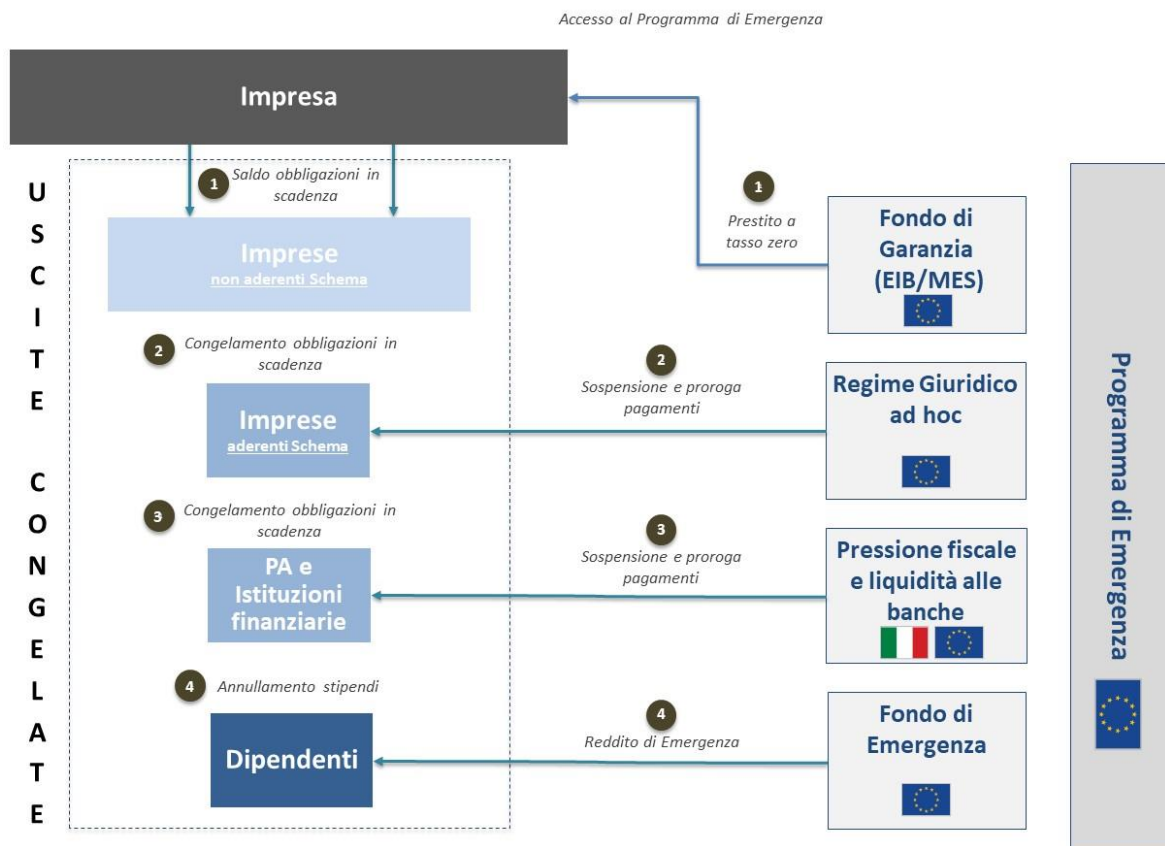 Accesso al Programma di Emergenza
Impresa
USCITE CONGELATE
1
Saldo obbligazioni in
scadenza
Imprese
non aderenti Schema
2
Congelamento obbligazioni in
scadenza
Imprese
aderenti Schema
3
Congelamento obbligazioni in
scadenza
PA e
Istituzioni
finanziarie
4
Annullamento stipendi
Dipendenti
1
Prestito a
tasso zero
2
Sospensione e proroga
pagamenti
3
Sospensione e proroga
pagamenti
4
Reddito di Emergenza
Fondo di
Garanzia
(EIB/MES)
Regime Giuridico
ad hoc
Pressione fiscale
e liquidità alle
banche
Fondo di
Emergenza
Programma di Emergenza